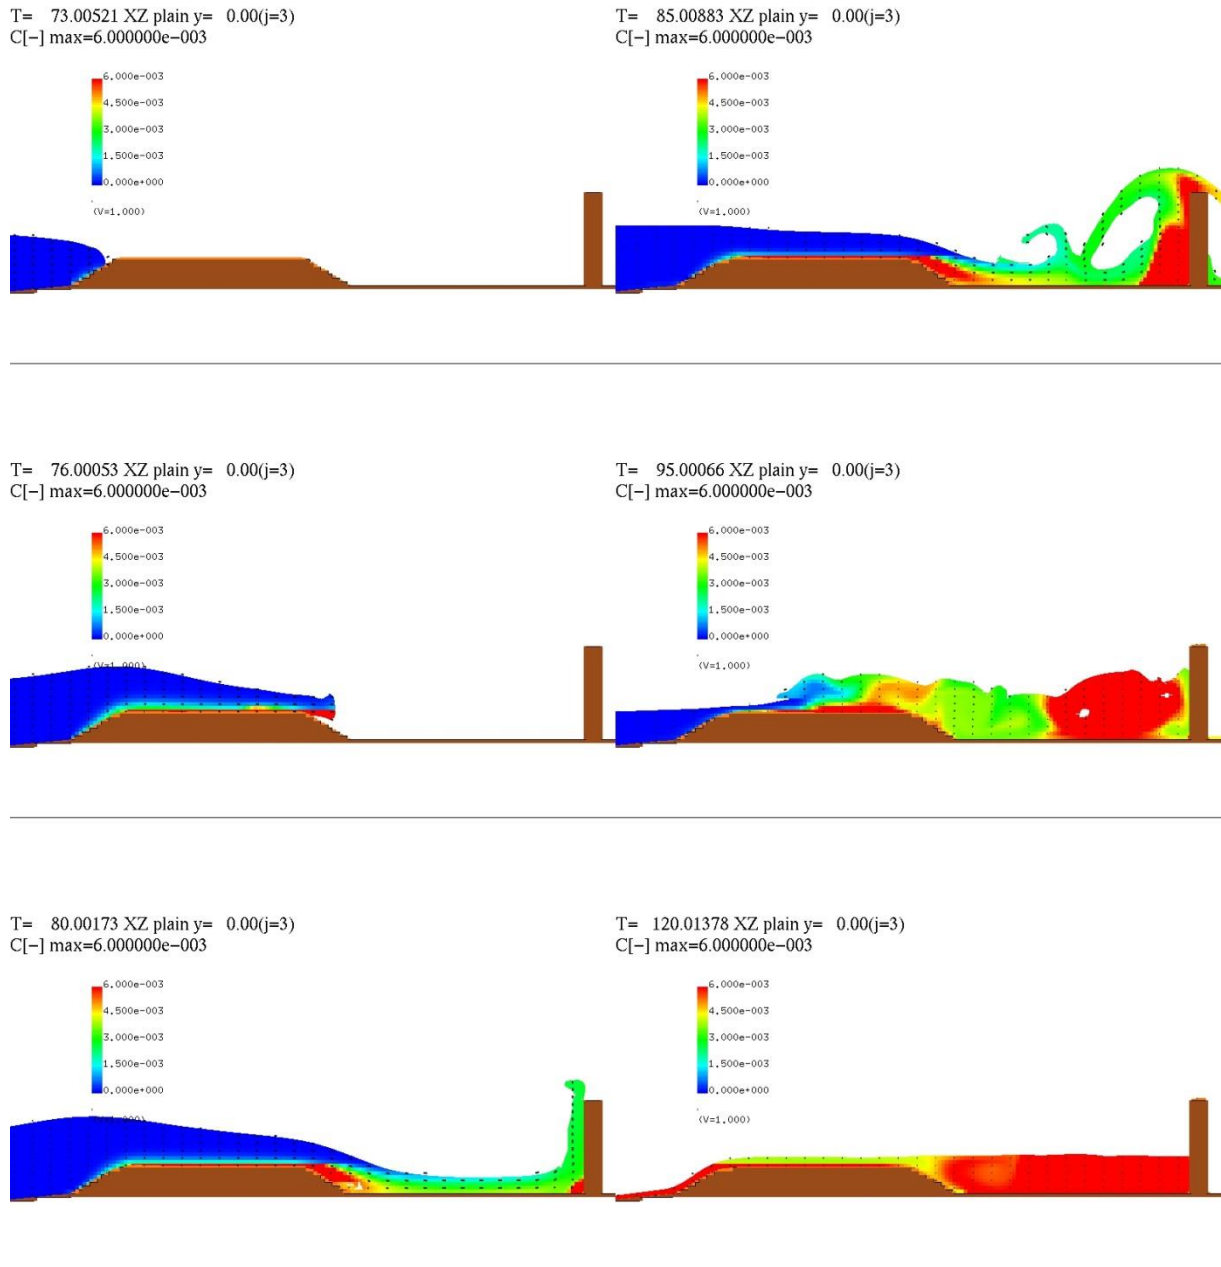 T= 73.00521 XZ plain y= 0.00(j=3)
C[−] max=6.000000e−003
6.000e-003
4.500e-003
3.000e-003
1.500e-003
0.000e+000
(V=1.000)
T= 85.00883 XZ plain y= 0.00(j=3)
C[−] max=6.000000e−003
6.000e-003
4.500e-003
3.000e-003
1.500e-003
0.000e+000
(V=1.000)
T= 76.00053 XZ plain y= 0.00(j=3)
C[−] max=6.000000e−003
6.000e-003
4.500e-003
3.000e-003
1.500e-003
0.000e+000
(V=1.000)
T= 95.00066 XZ plain y= 0.00(j=3)
C[−] max=6.000000e−003
6.000e-003
4.500e-003
3.000e-003
1.500e-003
0.000e+000
(V=1.000)
T= 80.00173 XZ plain y= 0.00(j=3)
C[−] max=6.000000e−003
6.000e-003
4.500e-003
3.000e-003
1.500e-003
0.000e+000
T= 120.01378 XZ plain y= 0.00(j=3)
C[−] max=6.000000e−003
6.000e-003
4.500e-003
3.000e-003
1.500e-003
0.000e+000
(V=1.000)